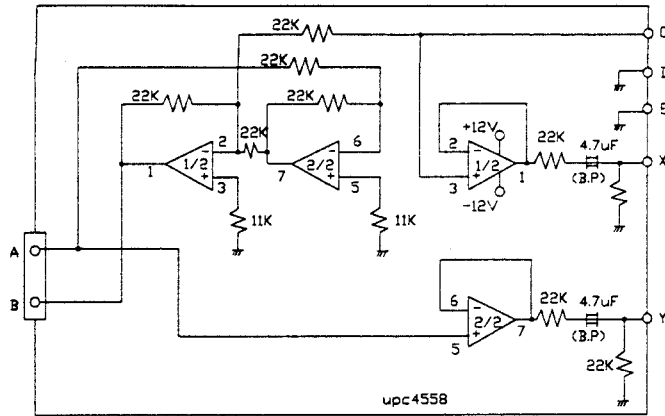 22K
22K
22K 22K
22K
2
1/2
1
3
11K
6
2/2
7
5
11K
+12V
2
1/2
3
1
-12V
22K
4.7uF
(B.P)
X
A
B
6
2/2
5
7
22K
4.7uF
(B.P)
Y
22K
upc4558